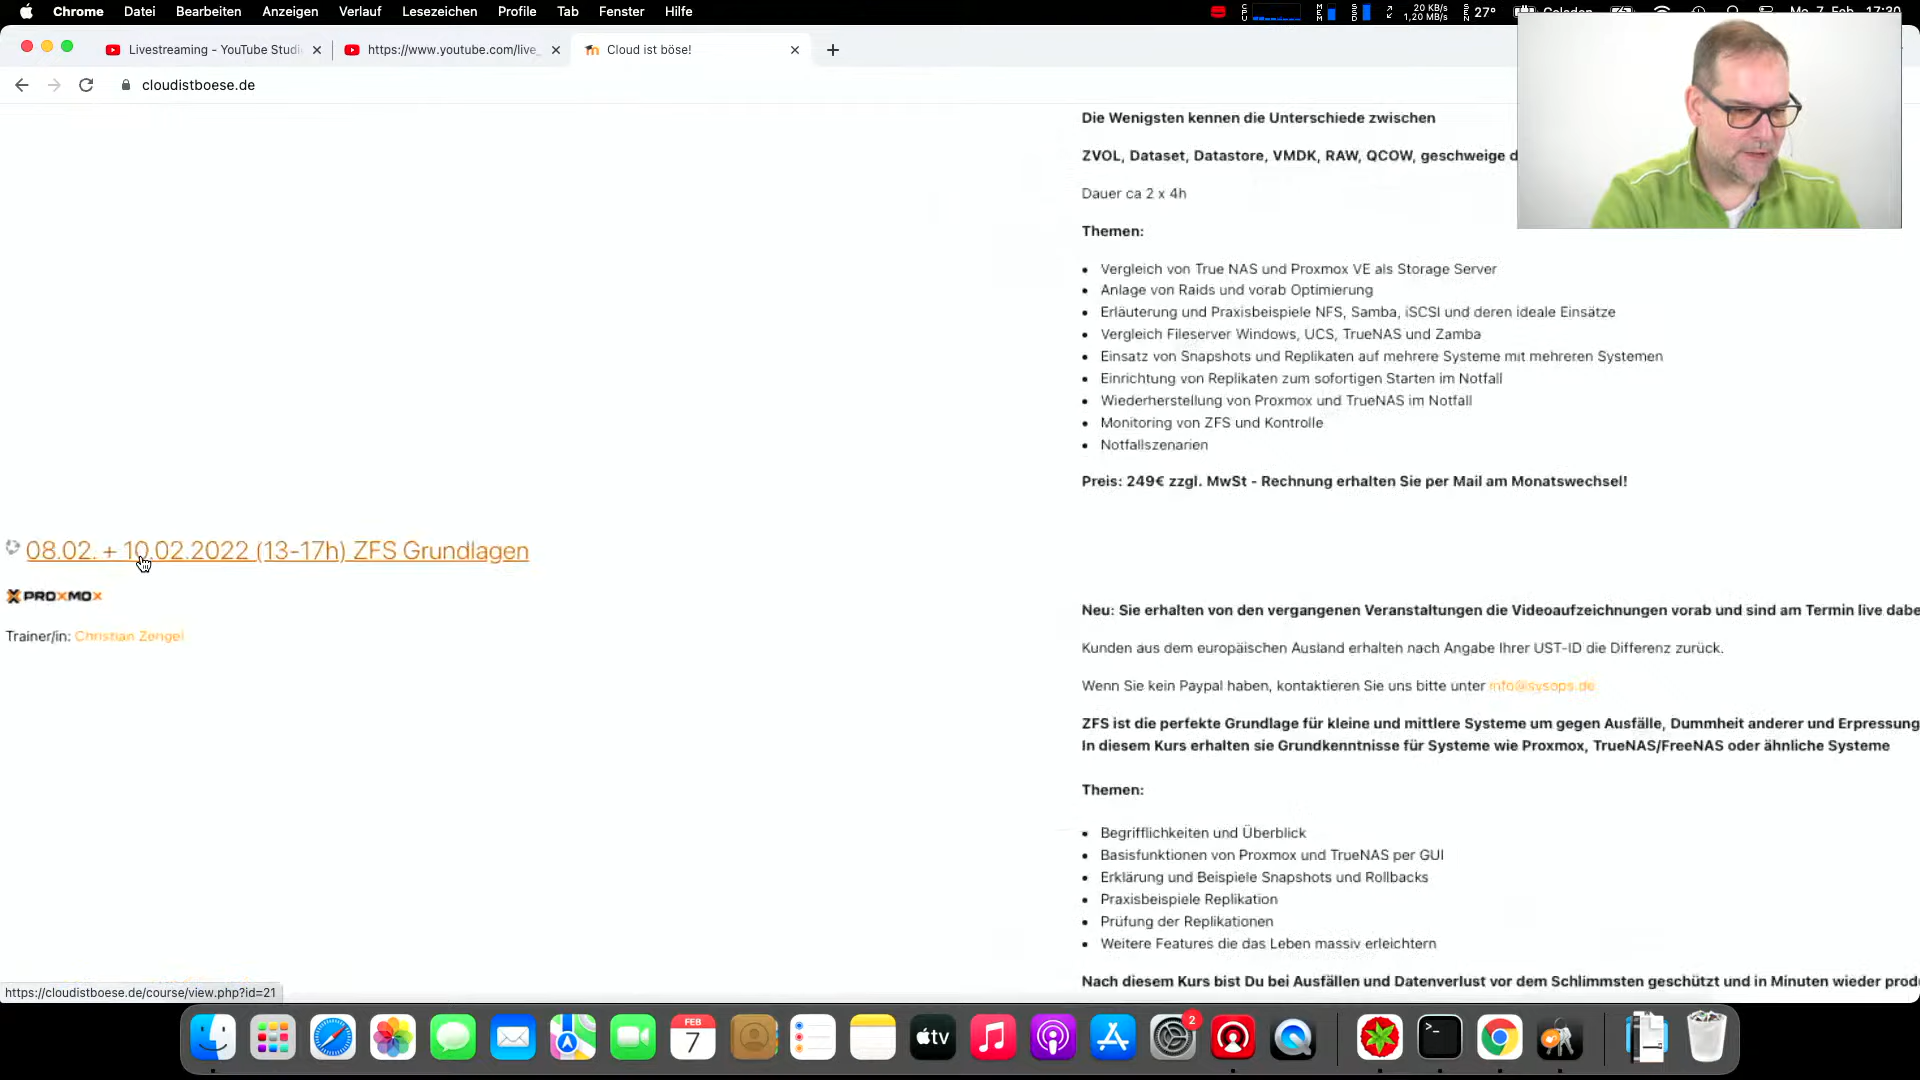 Chrome Datei Bearbeiten Anzeigen Verlauf Lesezeichen Profile Tab Fenster Hilfe
20 KB/s
1,20 MB/s
27°
Livestreaming - YouTube Studi
https://www.youtube.com/live_
Cloud ist böse!
cloudistboese.de
Die Wenigsten kennen die Unterschiede zwischen
ZVOL, Dataset, Datastore, VMDK, RAW, QCOW, geschweige d
Dauer ca 2 x 4h
Themen:
Vergleich von True NAS und Proxmox VE als Storage Server
Anlage von Raids und vorab Optimierung
Erläuterung und Praxisbeispiele NFS, Samba, iSCSI und deren ideale Einsätze
Vergleich Fileserver Windows, UCS, TrueNAS und Zamba
Einsatz von Snapshots und Replikaten auf mehrere Systeme mit mehreren Systemen
Einrichtung von Replikaten zum sofortigen Starten im Notfall
Wiederherstellung von Proxmox und TrueNAS im Notfall
Monitoring von ZFS und Kontrolle
Notfallszenarien
Preis: 249€ zzgl. MwSt - Rechnung erhalten Sie per Mail am Monatswechsel!
08.02. + 10.02.2022 (13-17h) ZFS Grundlagen
PROXMOX
Trainer/in: Christian Zengel
Neu: Sie erhalten von den vergangenen Veranstaltungen die Videoaufzeichnungen vorab und sind am Termin live dabe
Kunden aus dem europäischen Ausland erhalten nach Angabe Ihrer UST-ID die Differenz zurück.
Wenn Sie kein Paypal haben, kontaktieren Sie uns bitte unter info@sysops.de
ZFS ist die perfekte Grundlage für kleine und mittlere Systeme um gegen Ausfälle, Dummheit anderer und Erpressung
In diesem Kurs erhalten sie Grundkenntnisse für Systeme wie Proxmox, TrueNAS/FreeNAS oder ähnliche Systeme
Themen:
Begrifflichkeiten und Überblick
Basisfunktionen von Proxmox und TrueNAS per GUI
Erklärung und Beispiele Snapshots und Rollbacks
Praxisbeispiele Replikation
Prüfung der Replikationen
Weitere Features die das Leben massiv erleichtern
Nach diesem Kurs bist Du bei Ausfällen und Datenverlust vor dem Schlimmsten geschützt und in Minuten wieder prod
https://cloudistboese.de/course/view.php?id=21
FEB
7
tv
2